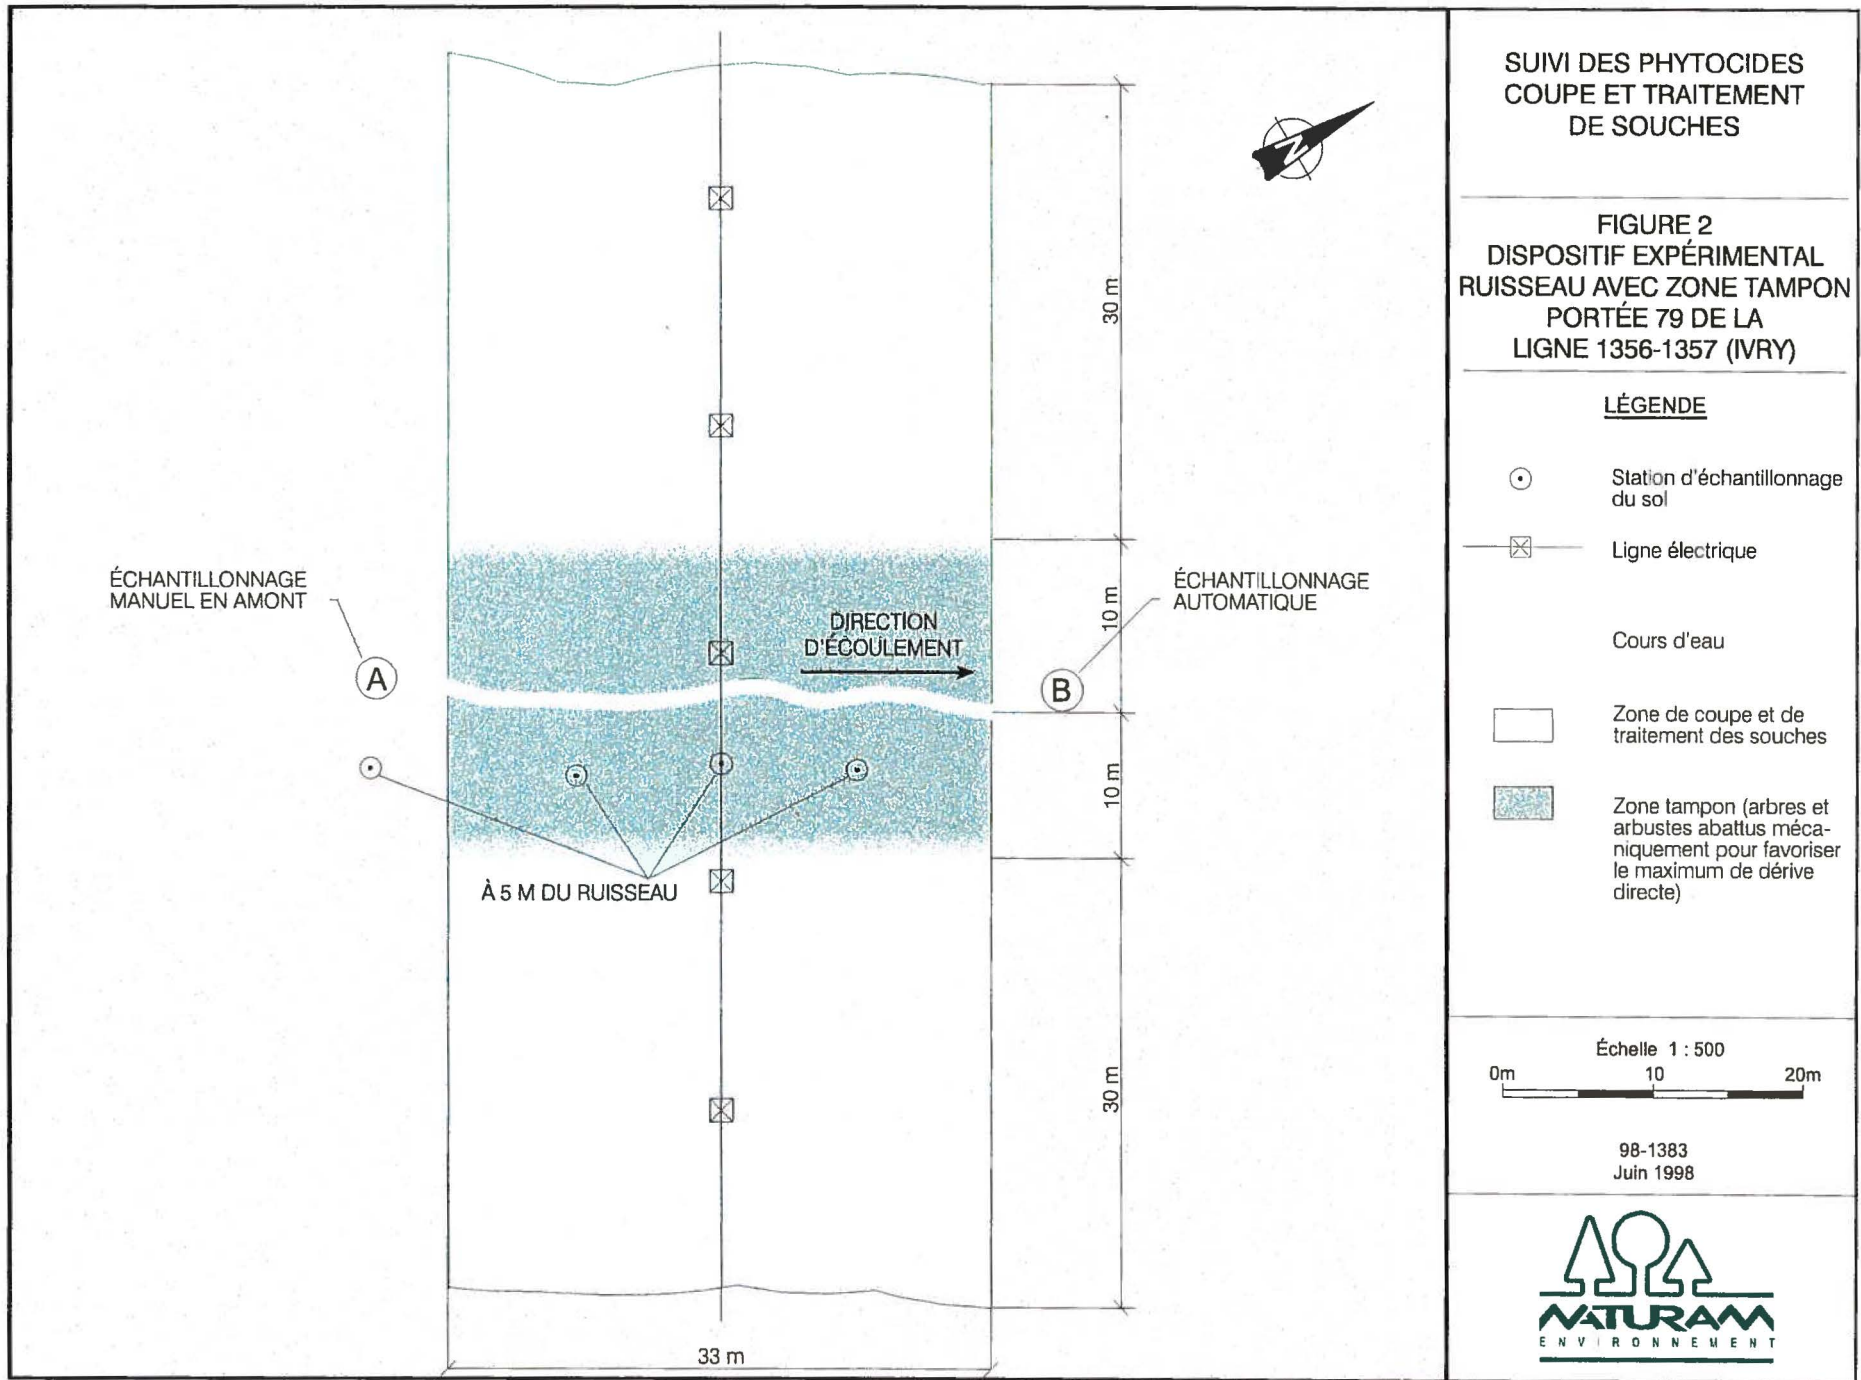 SUIVI DES PHYTOCIDES
COUPE ET TRAITEMENT
DE SOUCHES
FIGURE 2
DISPOSITIF EXPÉRIMENTAL
RUISSEAU AVEC ZONE TAMPON
PORTÉE 79 DE LA
LIGNE 1356-1357 (IVRY)
LÉGENDE
Station d'échantillonnage
du sol
Ligne électrique
Cours d'eau
Zone de coupe et de
traitement des souches
Zone tampon (arbres et
arbustes abattus méca-
niquement pour favoriser
le maximum de dérive
directe)
Échelle 1 : 500
0m 10 20m
98-1383
Juin 1998
NATURAM
ENVIRONNEMENT
N
30 m
ÉCHANTILLONNAGE
MANUEL EN AMONT
A
DIRECTION
D'ÉCOULEMENT
10 m
ÉCHANTILLONNAGE
AUTOMATIQUE
B
10 m
À 5 M DU RUISSEAU
30 m
33 m